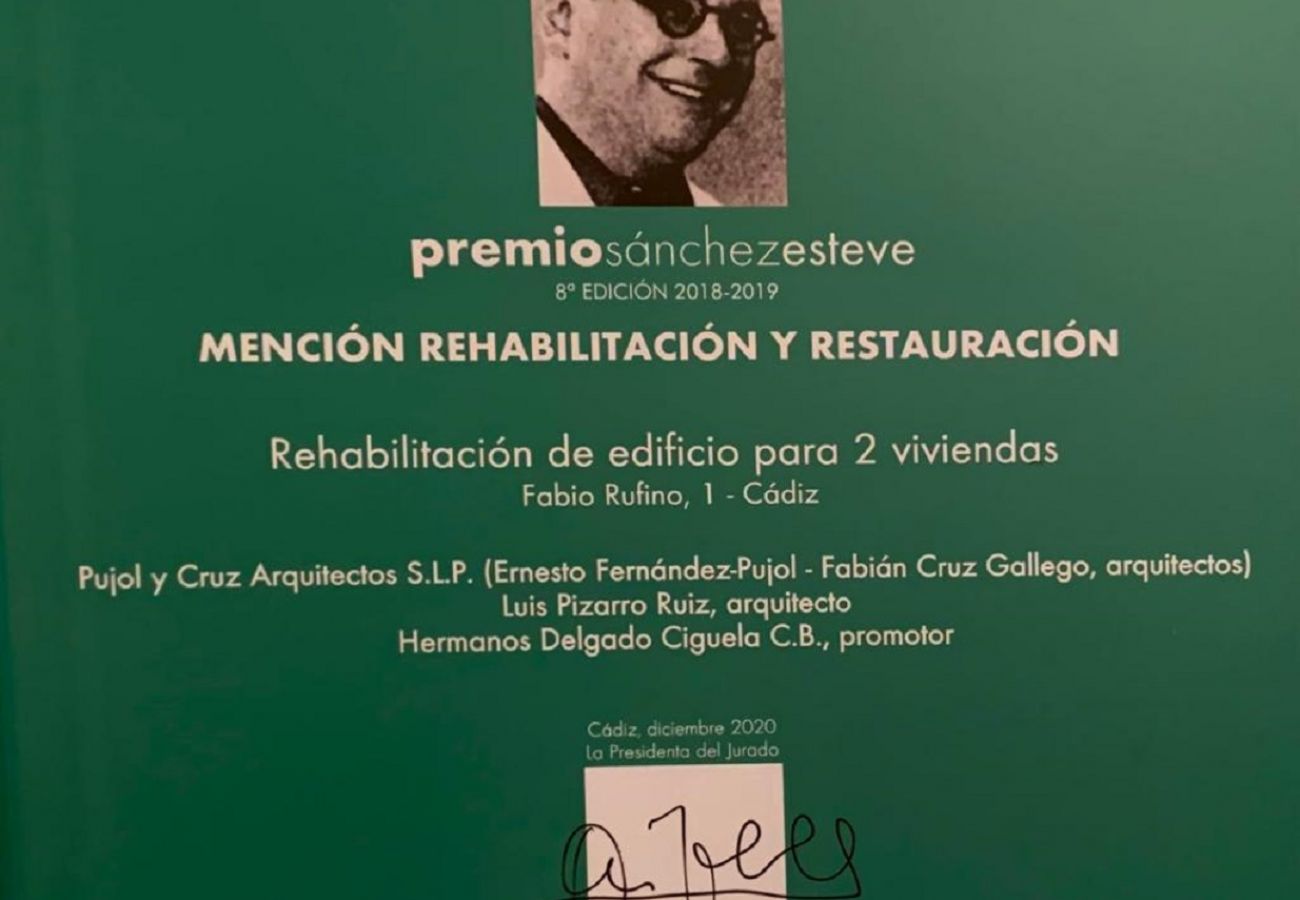 premiosánchezesteve
8ª EDICIÓN 2018-2019
MENCIÓN REHABILITACIÓN Y RESTAURACIÓN
Rehabilitación de edificio para 2 viviendas
Fabio Rufino, 1 - Cádiz
Pujol y Cruz Arquitectos S.L.P. (Ernesto Fernández-Pujol - Fabián Cruz Gallego, arquitectos)
Luis Pizarro Ruiz, arquitecto
Hermanos Delgado Ciguela C.B., promotor
Cádiz, diciembre 2020
La Presidenta del Jurado